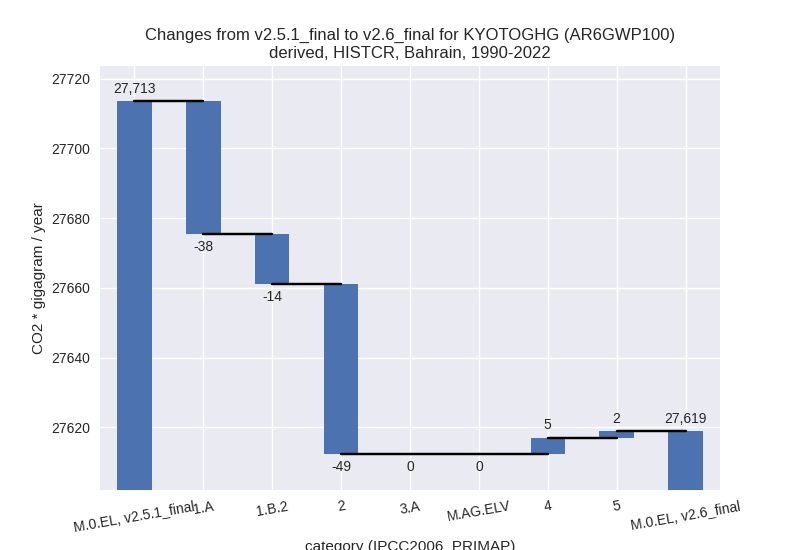 Changes from v2.5.1_final to v2.6_final for KYOTOGHG (AR6GWP100)
derived, HISTCR, Bahrain, 1990-2022
CO2 * gigagram / year
27720
27700
27680
27660
27640
27620
27,713
-38
-14
-49
0
0
5
2
27,619
M.0.EL, v2.5.1_final
1.A
1.B.2
2
3.A
M.AG.ELV
4
5
M.0.EL, v2.6_final
category (IPCC2006_PRIMAP)